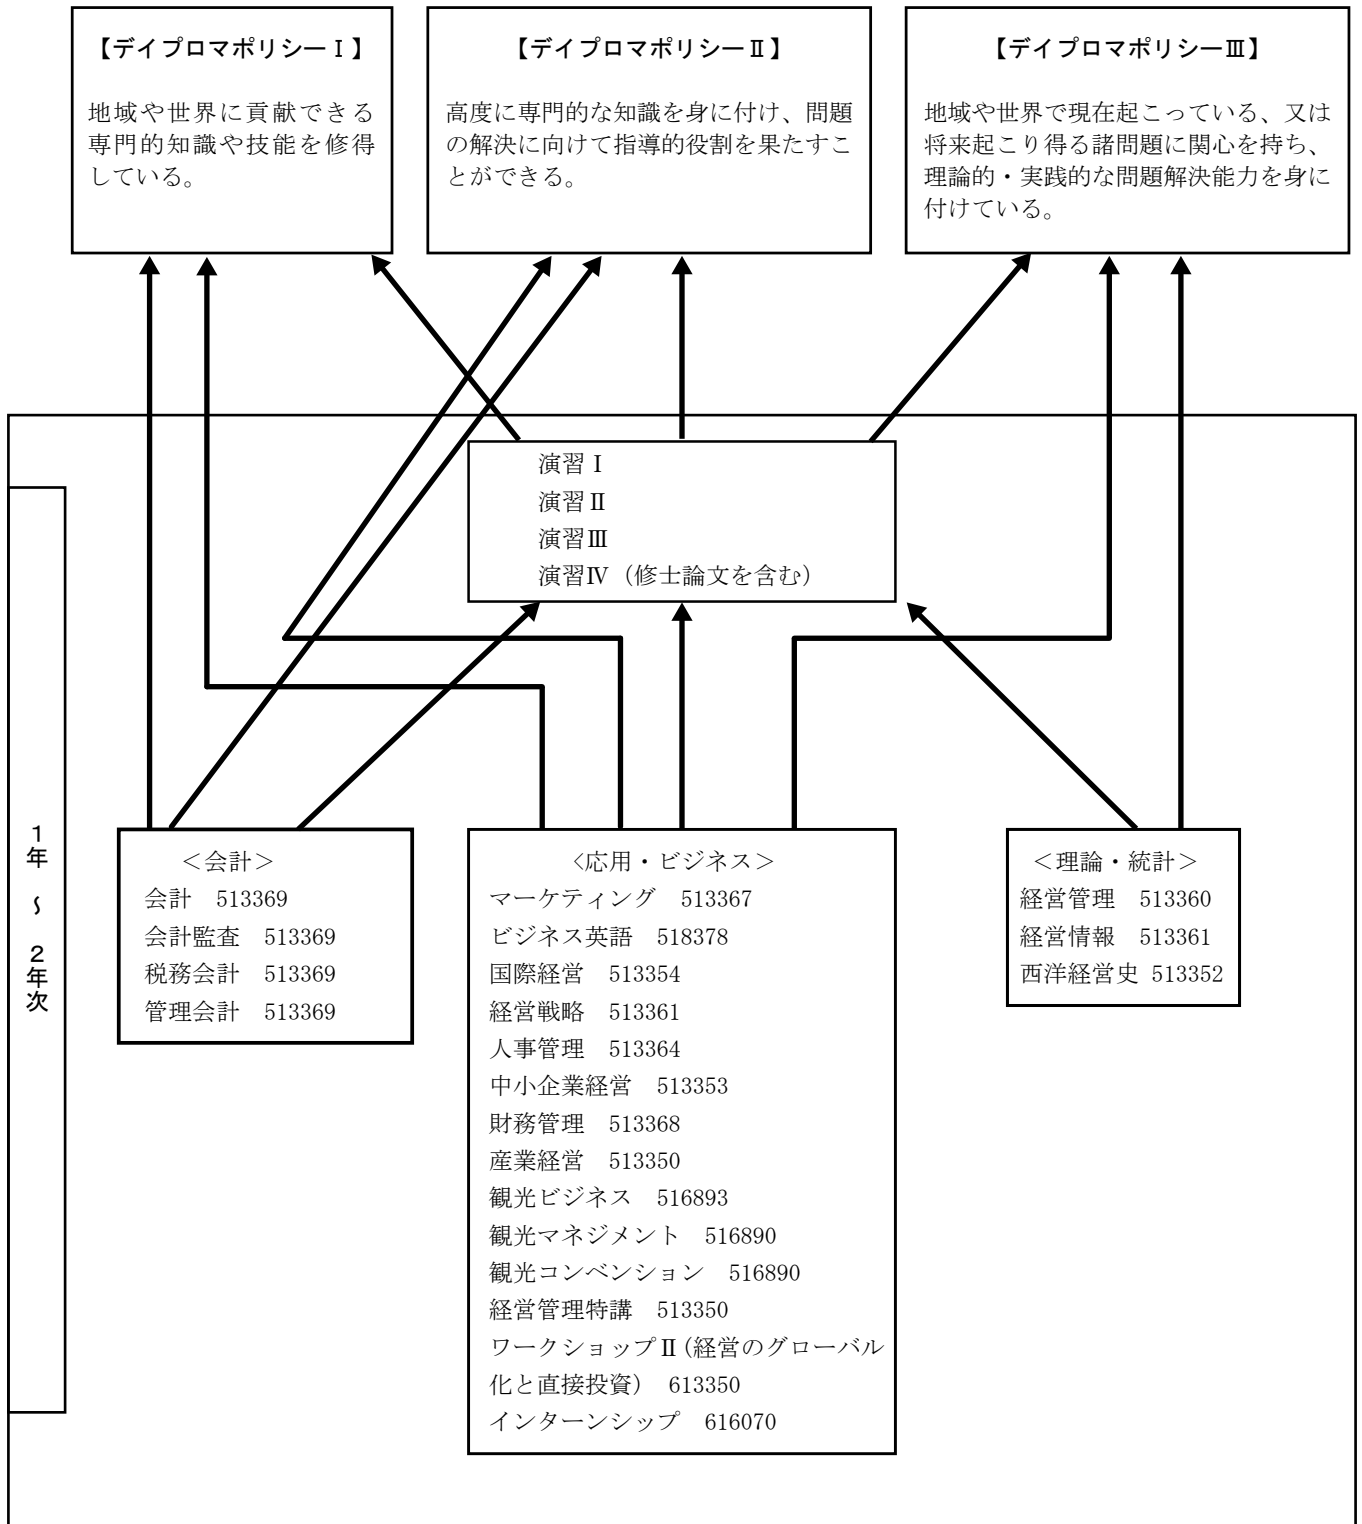 【デイプロマポリシーⅠ】
地域や世界に貢献できる
専門的知識や技能を修得
している。
【デイプロマポリシーⅡ】
高度に専門的な知識を身に付け、問題
の解決に向けて指導的役割を果たすこ
とができる。
【デイプロマポリシーⅢ】
地域や世界で現在起こっている、又は
将来起こり得る諸問題に関心を持ち、
理論的・実践的な問題解決能力を身に
付けている。
演習Ⅰ
演習Ⅱ
演習Ⅲ
演習Ⅳ（修士論文を含む）
1年 ～ 2年次
＜会計＞
会計　513369
会計監査　513369
税務会計　513369
管理会計　513369
＜応用・ビジネス＞
マーケティング　513367
ビジネス英語　518378
国際経営　513354
経営戦略　513361
人事管理　513364
中小企業経営　513353
財務管理　513368
産業経営　513350
観光ビジネス　516893
観光マネジメント　516890
観光コンベンション　516890
経営管理特講　513350
ワークショップⅡ(経営のグローバル
化と直接投資)　613350
インターンシップ　616070
＜理論・統計＞
経営管理　513360
経営情報　513361
西洋経営史 513352